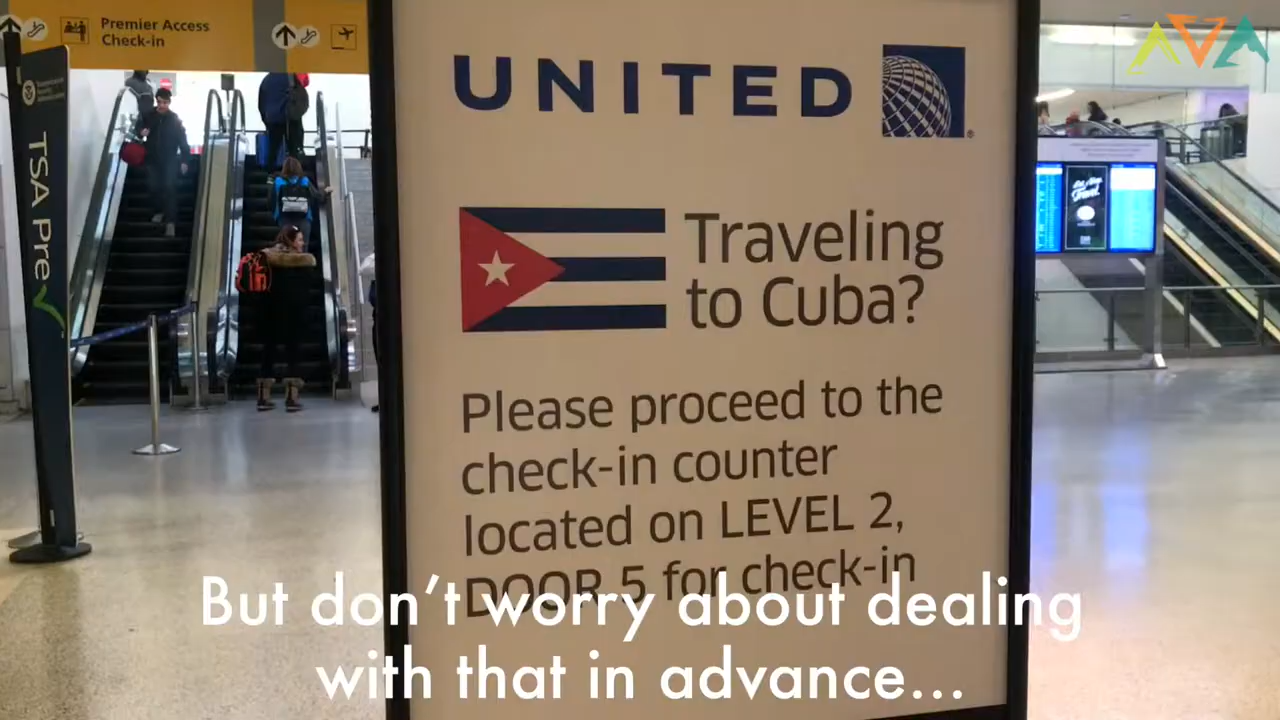 Premier Access
Check-in
TSA Pre✓
UNITED
Traveling
to Cuba?
Please proceed to the
check-in counter
located on LEVEL 2,
DOOR 5 for check-in
But don't worry about dealing
with that in advance...
AVA